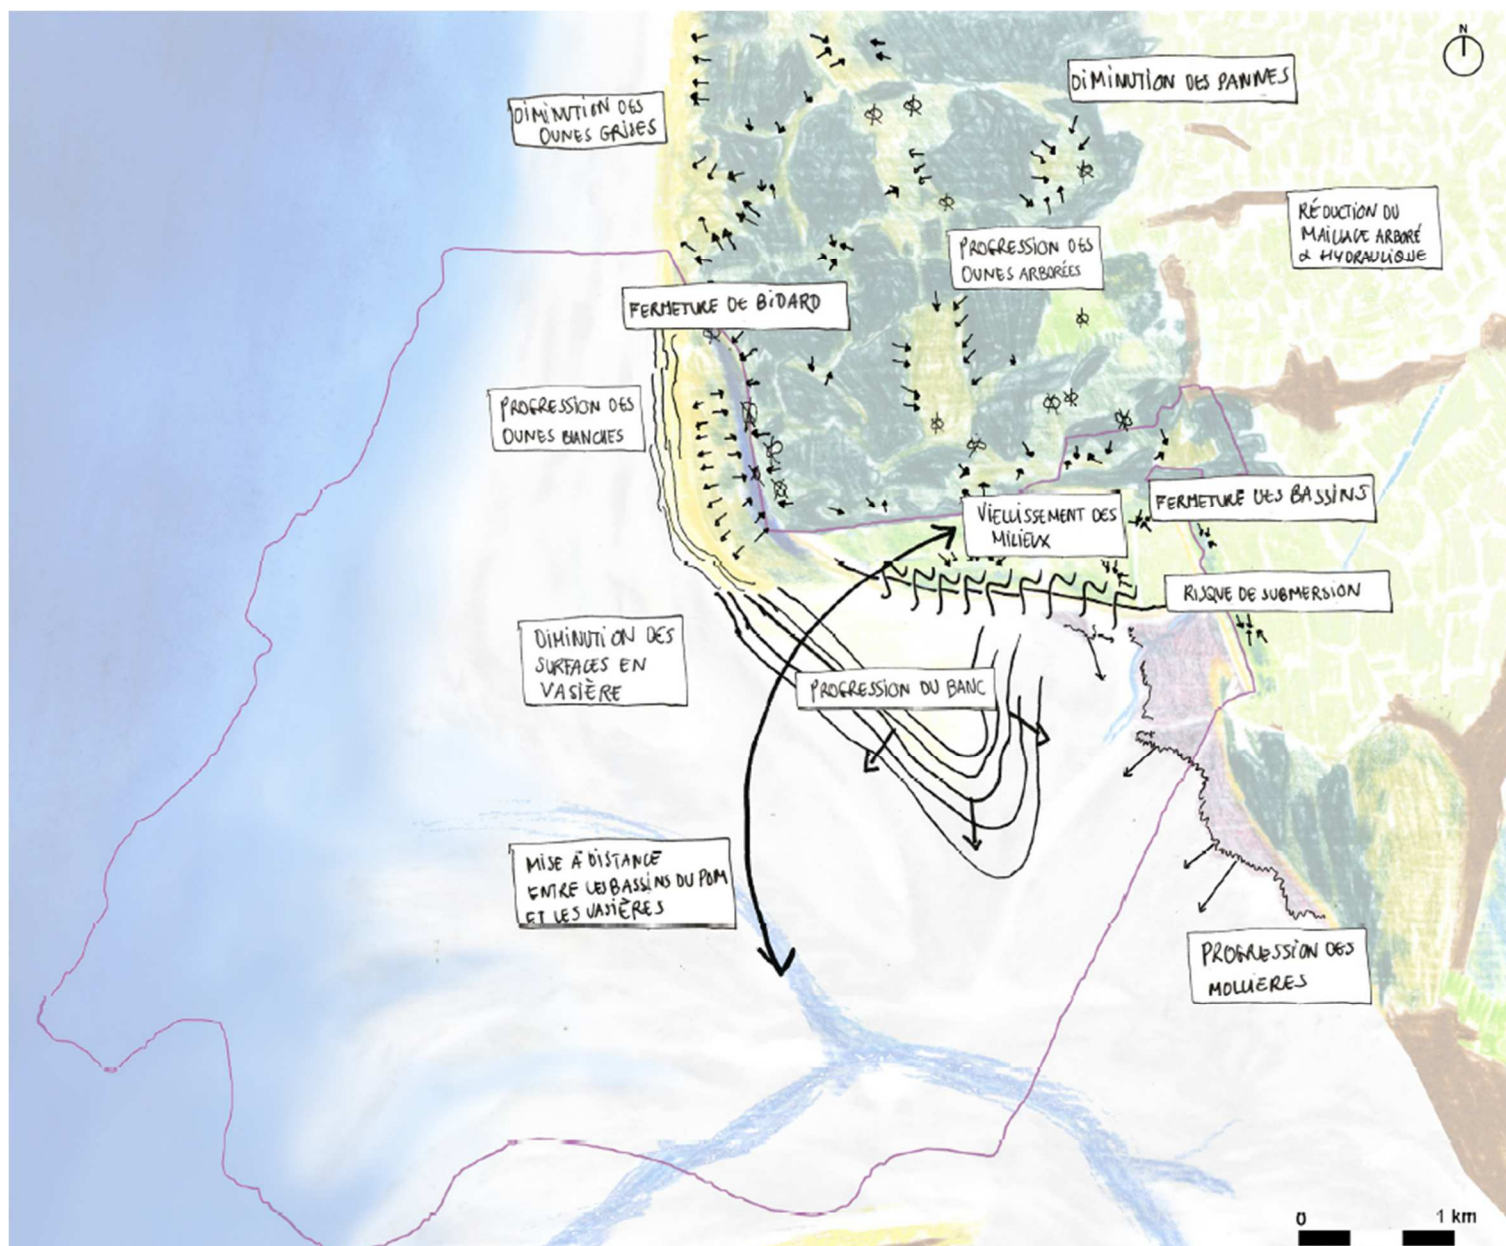 N
DIMINUTION DES PANNES
DIMINUTION DES
DUNES GRISES
RÉDUCTION DU
MAILLAGE ARBORÉ
& HYDRAULIQUE
PROGRESSION DES
DUNES ARBORÉES
FERMETURE DE BIDARD
PROGRESSION DES
DUNES BLANCHES
FERMETURE DES BASSINS
VIELLISSEMENT DES
MILIEUX
RISQUE DE SUBMERSION
DIMINUTION DES
SURFACES EN
VASIÈRE
PROGRESSION DU BANC
MISE À DISTANCE
ENTRE LES BASSINS DU PDM
ET LES VASIÈRES
PROGRESSION DES
MOLLIÈRES
0 1 km